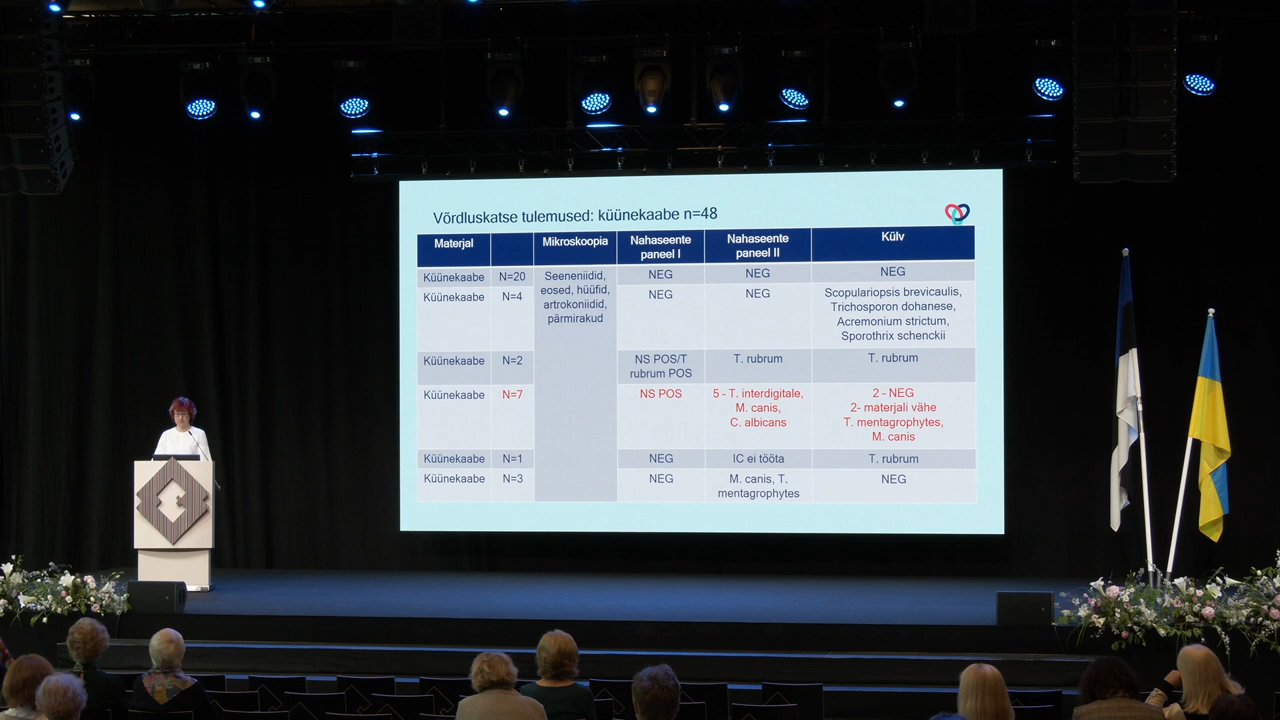 Võrdluskatse tulemused: küünekaabe n=48
Materjal
Mikroskoopia
Nahaseente
paneel I
Nahaseente
paneel II
Külv
Küünekaabe
N=20
Seeneniidid,
eosed, hüüfid,
artrokoniidid,
pärmirakud
NEG
NEG
NEG
Küünekaabe
N=4
NEG
NEG
Scopulariopsis brevicaulis,
Trichosporon dohanese,
Acremonium strictum,
Sporothrix schenckii
Küünekaabe
N=2
NS POS/T
rubrum POS
T. rubrum
T. rubrum
Küünekaabe
N=7
NS POS
5 - T. interdigitale,
M. canis,
C. albicans
2 - NEG
2- materjali vähe
T. mentagrophytes,
M. canis
Küünekaabe
N=1
NEG
IC ei tööta
T. rubrum
Küünekaabe
N=3
NEG
M. canis, T.
mentagrophytes
NEG